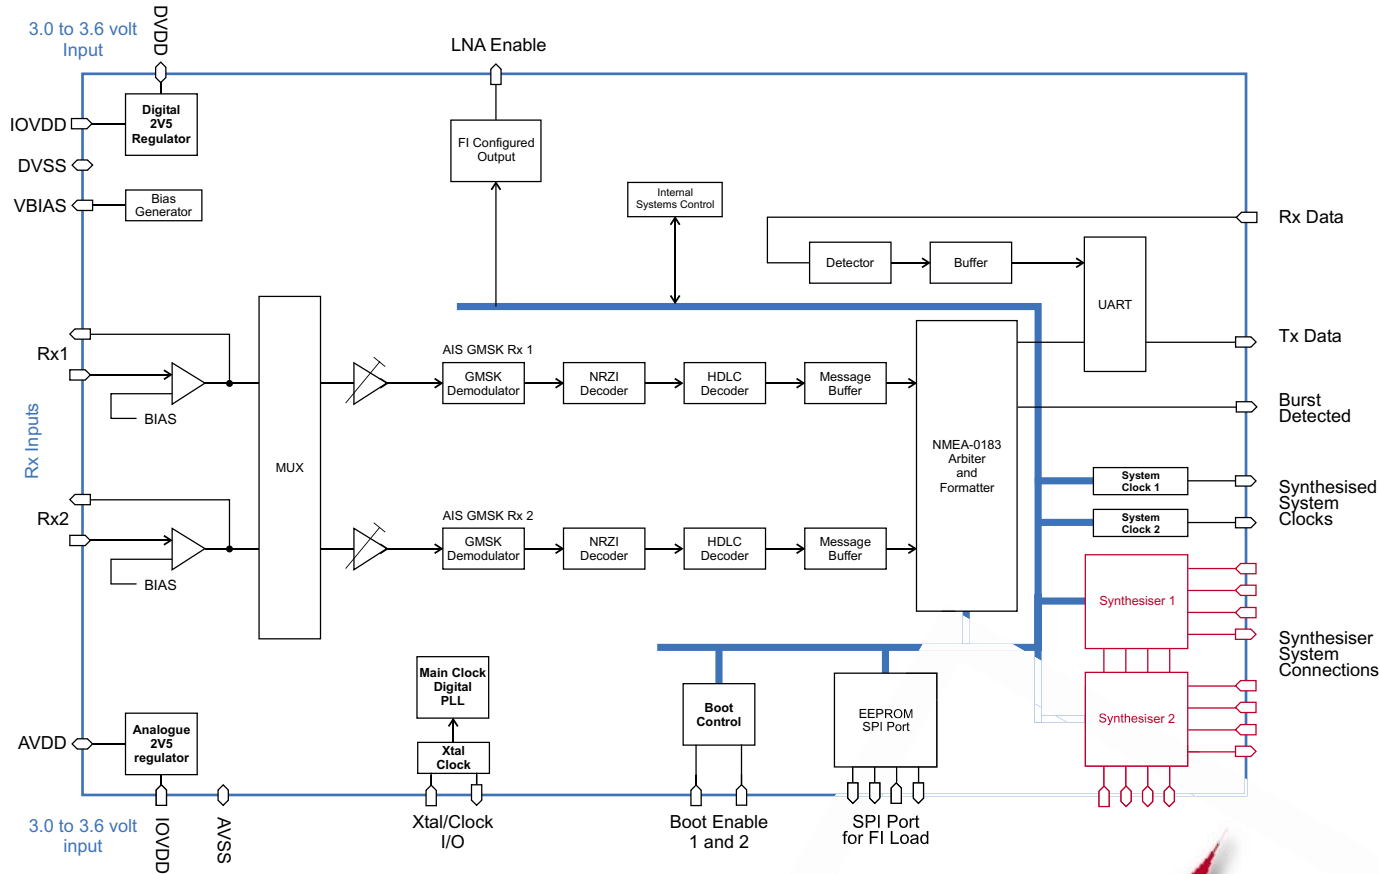 3.0 to 3.6 volt
Input
DVDD
LNA Enable
IOVDD
Digital
2V5
Regulator
DVSS
VBIAS
Bias
Generator
FI Configured
Output
Internal
Systems Control
Rx Data
Detector
Buffer
UART
Tx Data
Rx Inputs
Rx1
BIAS
MUX
AIS GMSK Rx 1
GMSK
Demodulator
NRZI
Decoder
HDLC
Decoder
Message
Buffer
NMEA-0183
Arbiter
and
Formatter
Burst
Detected
System
Clock 1
System
Clock 2
Synthesised
System
Clocks
Rx2
BIAS
AIS GMSK Rx 2
GMSK
Demodulator
NRZI
Decoder
HDLC
Decoder
Message
Buffer
Synthesiser 1
Synthesiser 2
Synthesiser
System
Connections
Main Clock
Digital
PLL
Xtal
Clock
Boot
Control
EEPROM
SPI Port
AVDD
Analogue
2V5
regulator
3.0 to 3.6 volt
input
IOVDD
AVSS
Xtal/Clock
I/O
Boot Enable
1 and 2
SPI Port
for FI Load